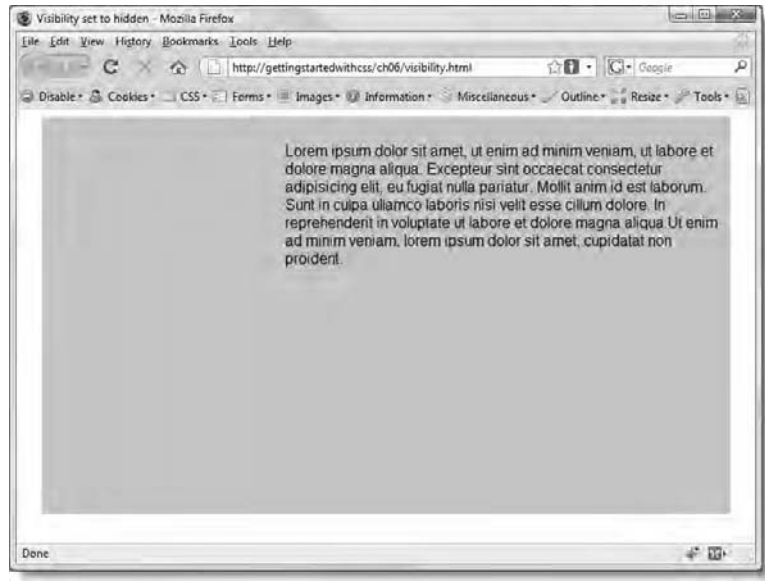 Visibility set to hidden - Mozilla Firefox
File Edit View History Bookmarks Tools Help
http://gettingstartedwithcss/ch06/visibility.html Google
Disable Cookies CSS Forms Images Information Miscellaneous Outline Resize Tools
Lorem ipsum dolor sit amet, ut enim ad minim veniam, ut labore et
dolore magna aliqua. Excepteur sint occaecat consectetur
adipisicing elit, eu fugiat nulla pariatur. Mollit anim id est laborum.
Sunt in culpa ullamco laboris nisi velit esse cillum dolore. In
reprehenderit in voluptate ut labore et dolore magna aliqua Ut enim
ad minim veniam, lorem ipsum dolor sit amet, cupidatat non
proident.
Done